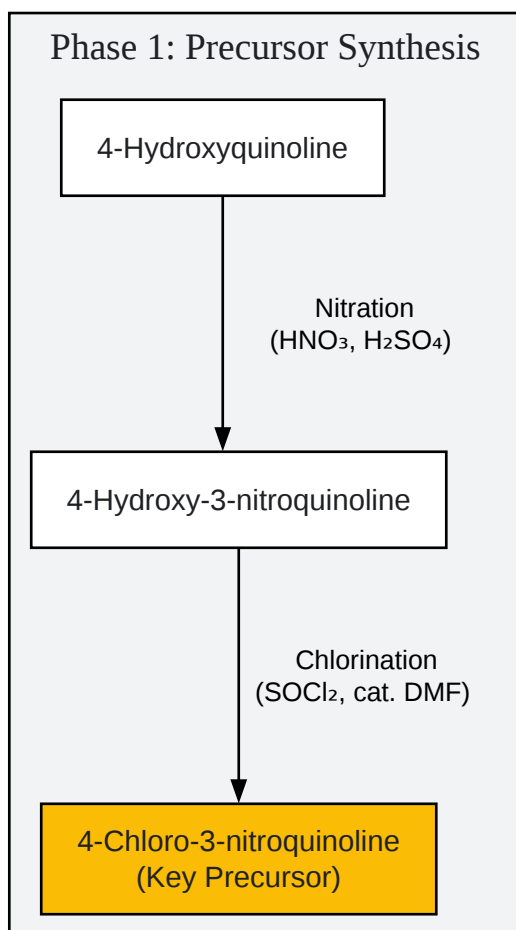 Phase 1: Precursor Synthesis
4-Hydroxyquinoline
Nitration
(HNO₃, H₂SO₄)
4-Hydroxy-3-nitroquinoline
Chlorination
(SOCl₂, cat. DMF)
4-Chloro-3-nitroquinoline
(Key Precursor)